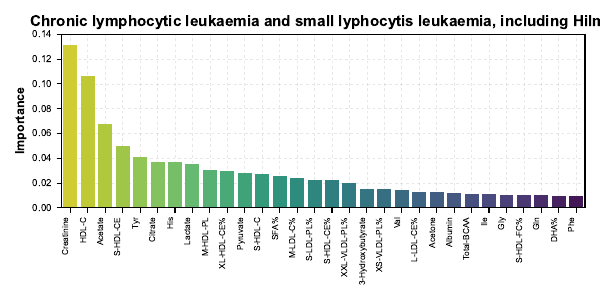 Chronic lymphocytic leukaemia and small lyphocytis leukaemia, including Hiln
Importance
0.14
0.12
0.10
0.08
0.06
0.04
0.02
0.00
Creatinine
HDL-C
Acetate
S-HDL-CE
Tyr
Citrate
His
Lactate
M-HDL-PL
XL-HDL-CE%
Pyruvate
S-HDL-C
SFA%
M-LDL-C%
S-LDL-PL%
S-HDL-CE%
XXL-VLDL-PL%
3-Hydroxybutyrate
XS-VLDL-PL%
Val
L-LDL-CE%
Acetone
Albumin
Total-BCAA
Ile
Gly
S-HDL-FC%
Gln
DHA%
Phe